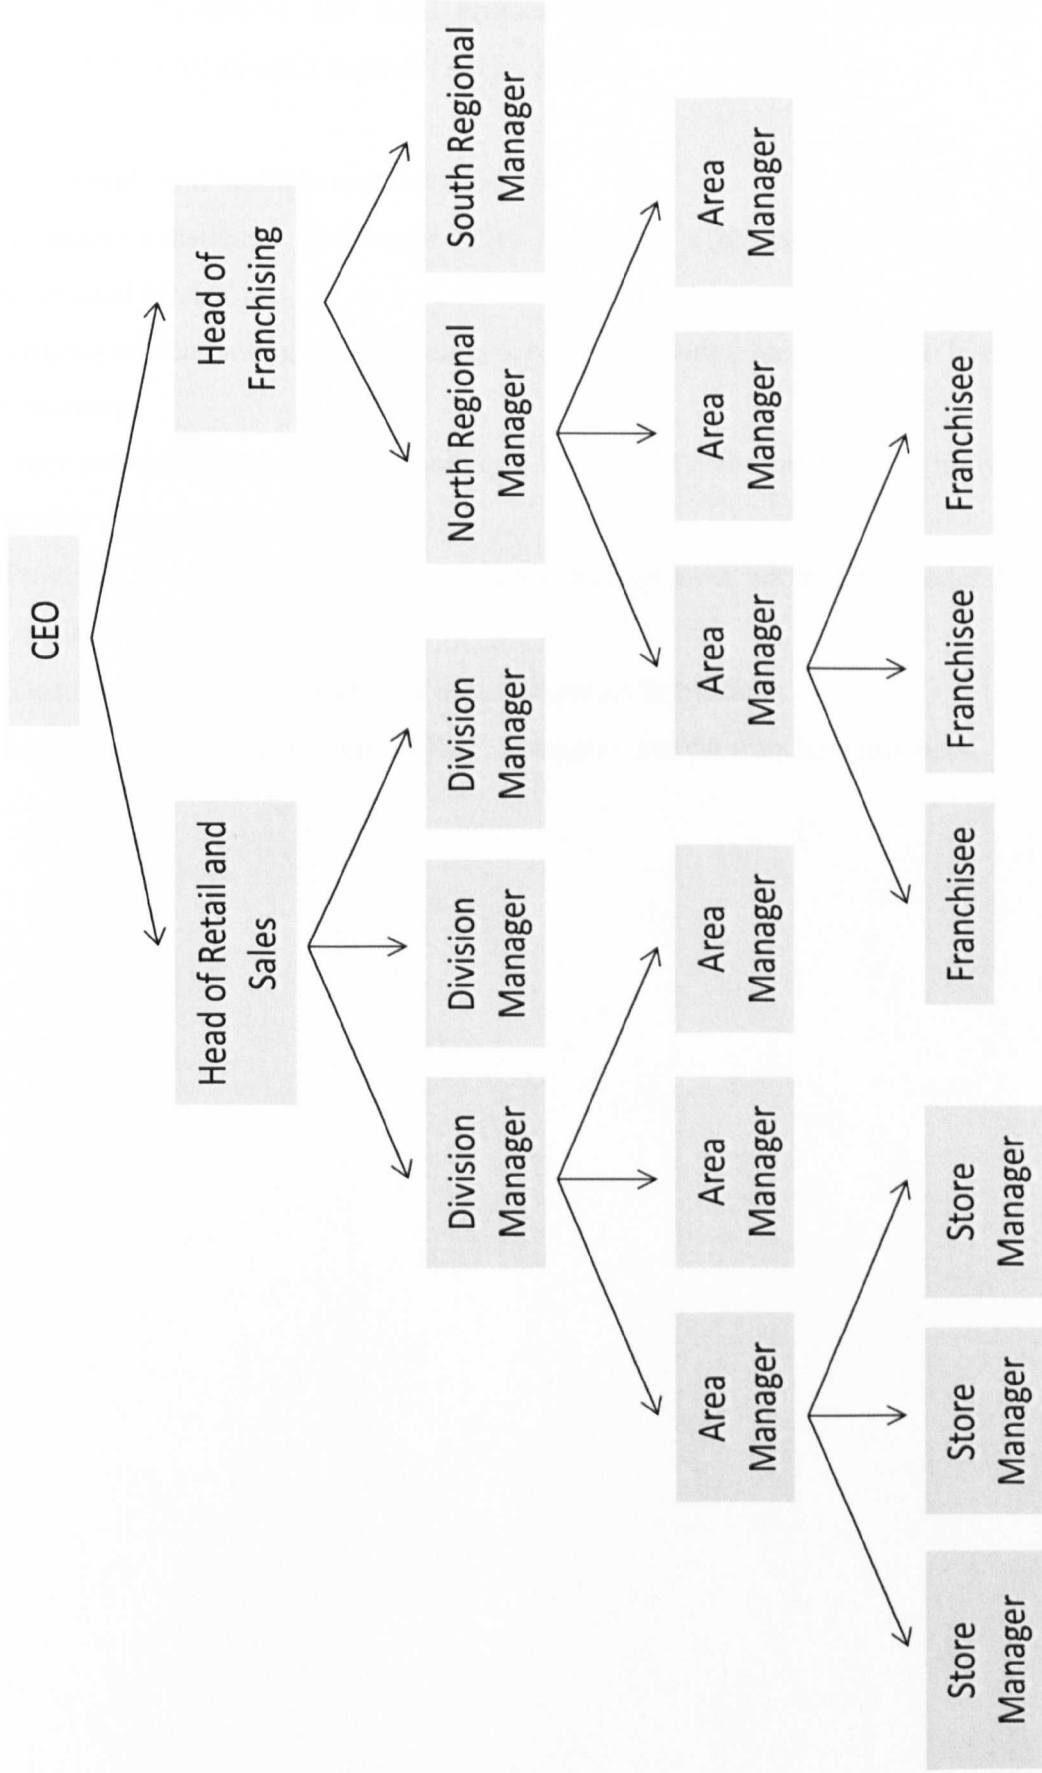 CEO
Head of Retail and
Sales
Head of
Franchising
Division
Manager
Division
Manager
Division
Manager
North Regional
Manager
South Regional
Manager
Area
Manager
Area
Manager
Area
Manager
Area
Manager
Area
Manager
Area
Manager
Store
Manager
Store
Manager
Store
Manager
Franchisee
Franchisee
Franchisee